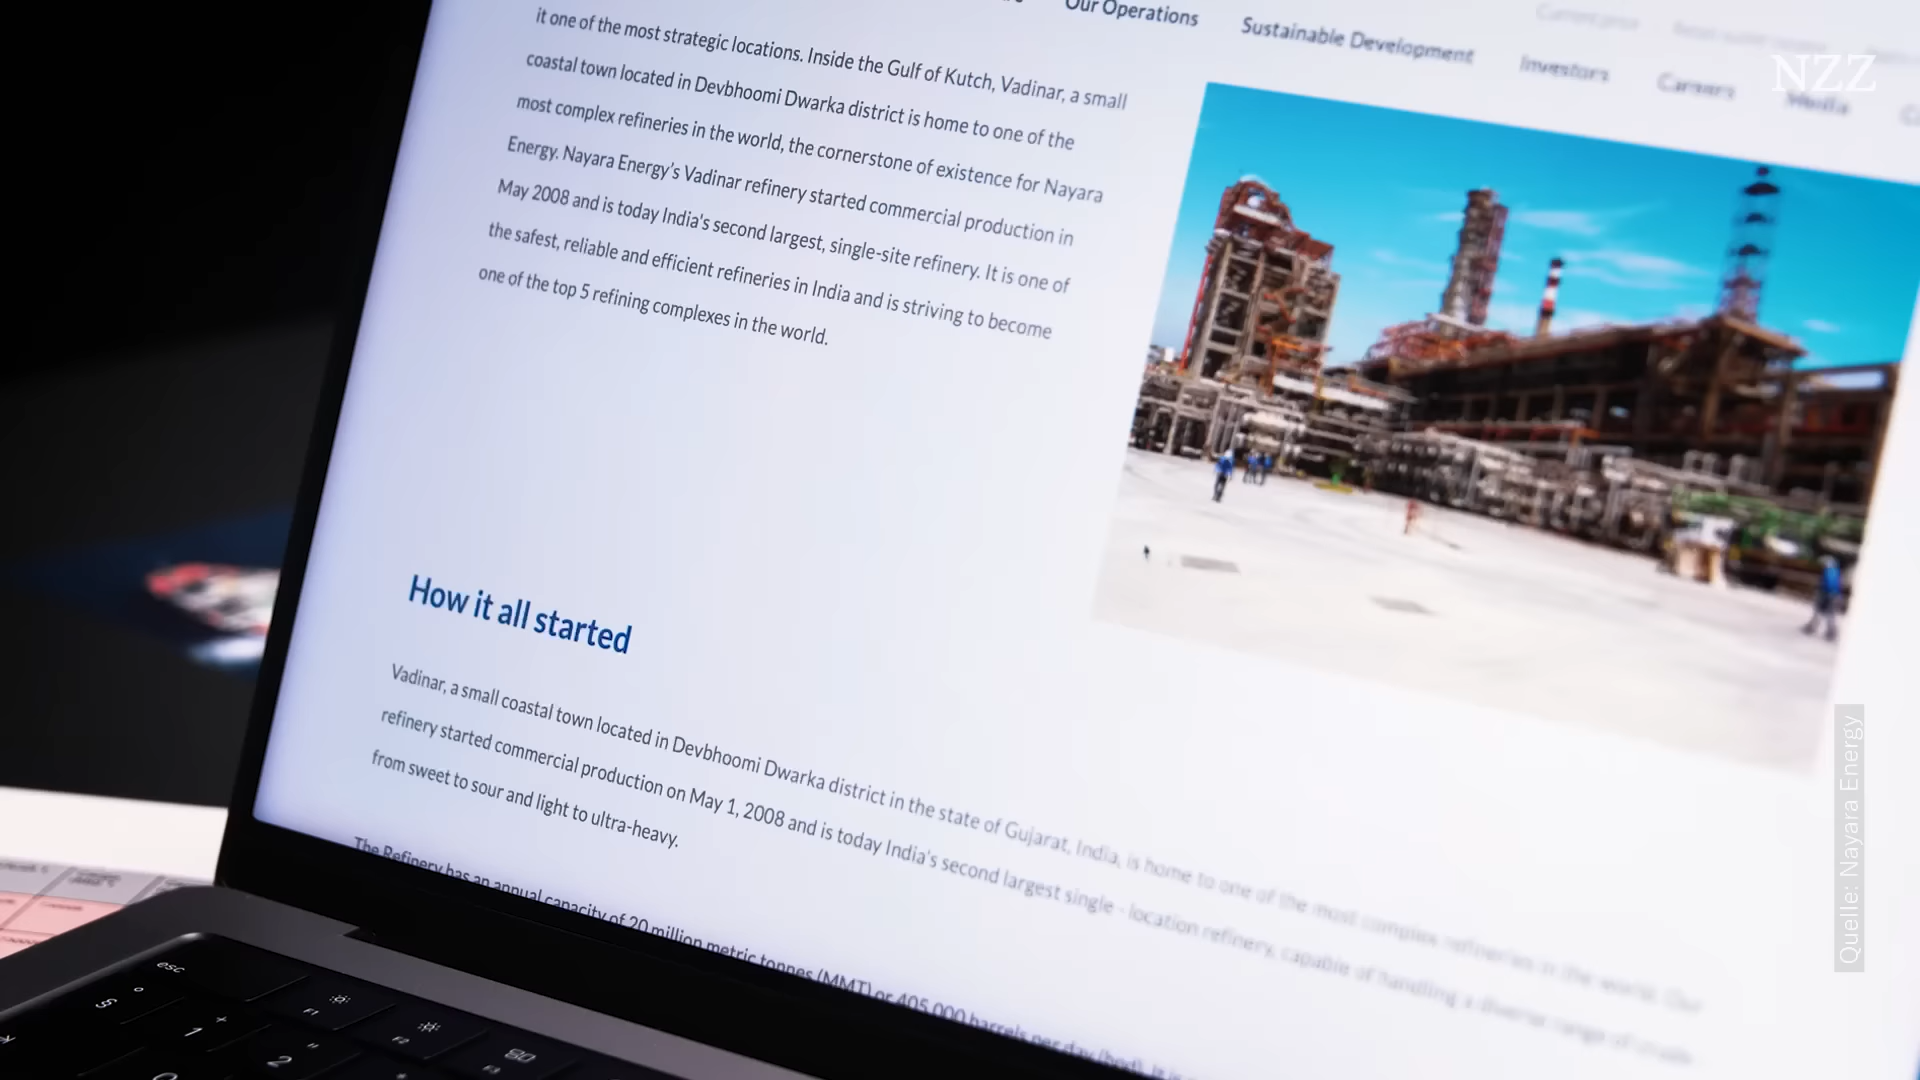 Our Operations
Sustainable Development
Investors
Careers
Media
NZZ
it one of the most strategic locations. Inside the Gulf of Kutch, Vadinar, a small
coastal town located in Devbhoomi Dwarka district is home to one of the
most complex refineries in the world, the cornerstone of existence for Nayara
Energy. Nayara Energy's Vadinar refinery started commercial production in
May 2008 and is today India's second largest, single-site refinery. It is one of
the safest, reliable and efficient refineries in India and is striving to become
one of the top 5 refining complexes in the world.
How it all started
Vadinar, a small coastal town located in Devbhoomi Dwarka district in the state of Gujarat, India, is home to one of the most complex refineries in the world. Our
refinery started commercial production on May 1, 2008 and is today India's second largest single - location refinery, capable of handling a diverse range of crude
from sweet to sour and light to ultra-heavy.
The Refinery has an annual capacity of 20 million metric tonnes (MMT) or 405,000 barrels per day (bpd). It is
Quelle: Nayara Energy
esc
F1
F2
F3
§
°
1
+
2
"